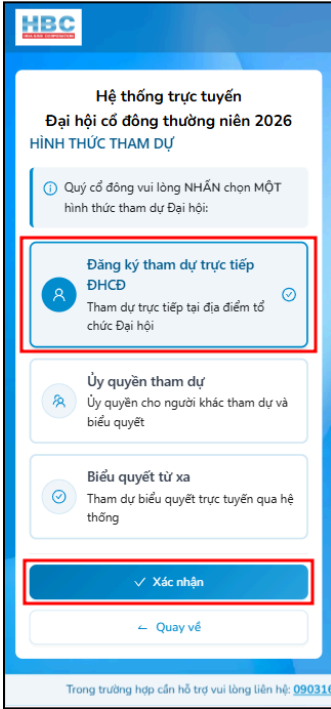 HBC
Hệ thống trực tuyến
Đại hội cổ đông thường niên 2026
HÌNH THỨC THAM DỰ
Quý cổ đông vui lòng NHẤN chọn MỘT
hình thức tham dự Đại hội:
Đăng ký tham dự trực tiếp
ĐHCĐ
Tham dự trực tiếp tại địa điểm tổ
chức Đại hội
Ủy quyền tham dự
Ủy quyền cho người khác tham dự và
biểu quyết
Biểu quyết từ xa
Tham dự biểu quyết trực tuyến qua hệ
thống
Xác nhận
Quay về
Trong trường hợp cần hỗ trợ vui lòng liên hệ: 090316